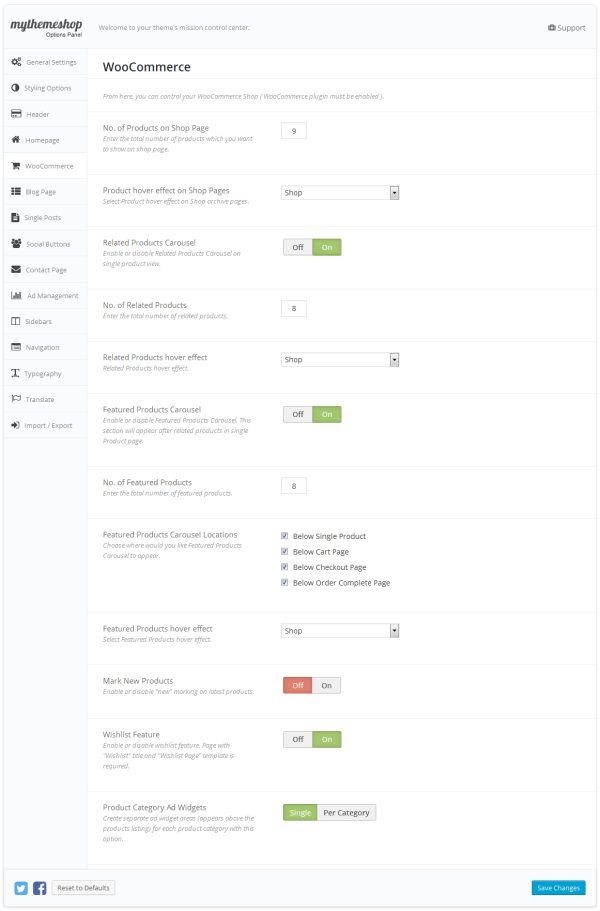 mythemeshop
Options Panel
Welcome to your theme's mission control center.
Support
General Settings
Styling Options
Header
Homepage
WooCommerce
Blog Page
Single Posts
Social Buttons
Contact Page
Ad Management
Sidebars
Navigation
Typography
Translate
Import / Export
WooCommerce
From here, you can control your WooCommerce Shop ( WooCommerce plugin must be enabled ).
No. of Products on Shop Page
Enter the total number of products which you want
to show on shop page.
9
Product hover effect on Shop Pages
Select Product hover effect on Shop archive pages.
Shop
Related Products Carousel
Enable or disable Related Products Carousel on
single product view.
Off On
No. of Related Products
Enter the total number of related products.
8
Related Products hover effect
Related Products hover effect.
Shop
Featured Products Carousel
Enable or disable Featured Products Carousel. This
section will appear after related products in single
Product page.
Off On
No. of Featured Products
Enter the total number of featured products.
8
Featured Products Carousel Locations
Choose where would you like Featured Products
Carousel to appear.
Below Single Product
Below Cart Page
Below Checkout Page
Below Order Complete Page
Featured Products hover effect
Select Featured Products hover effect.
Shop
Mark New Products
Enable or disable "new" marking on latest products.
Off On
Wishlist Feature
Enable or disable wishlist feature. Page with
"Wishlist" title and "Wishlist Page" template is
required.
Off On
Product Category Ad Widgets
Create separate ad widget areas (appears above the
products listing) for each product category with this
option.
Single Per Category
Reset to Defaults
Save Changes